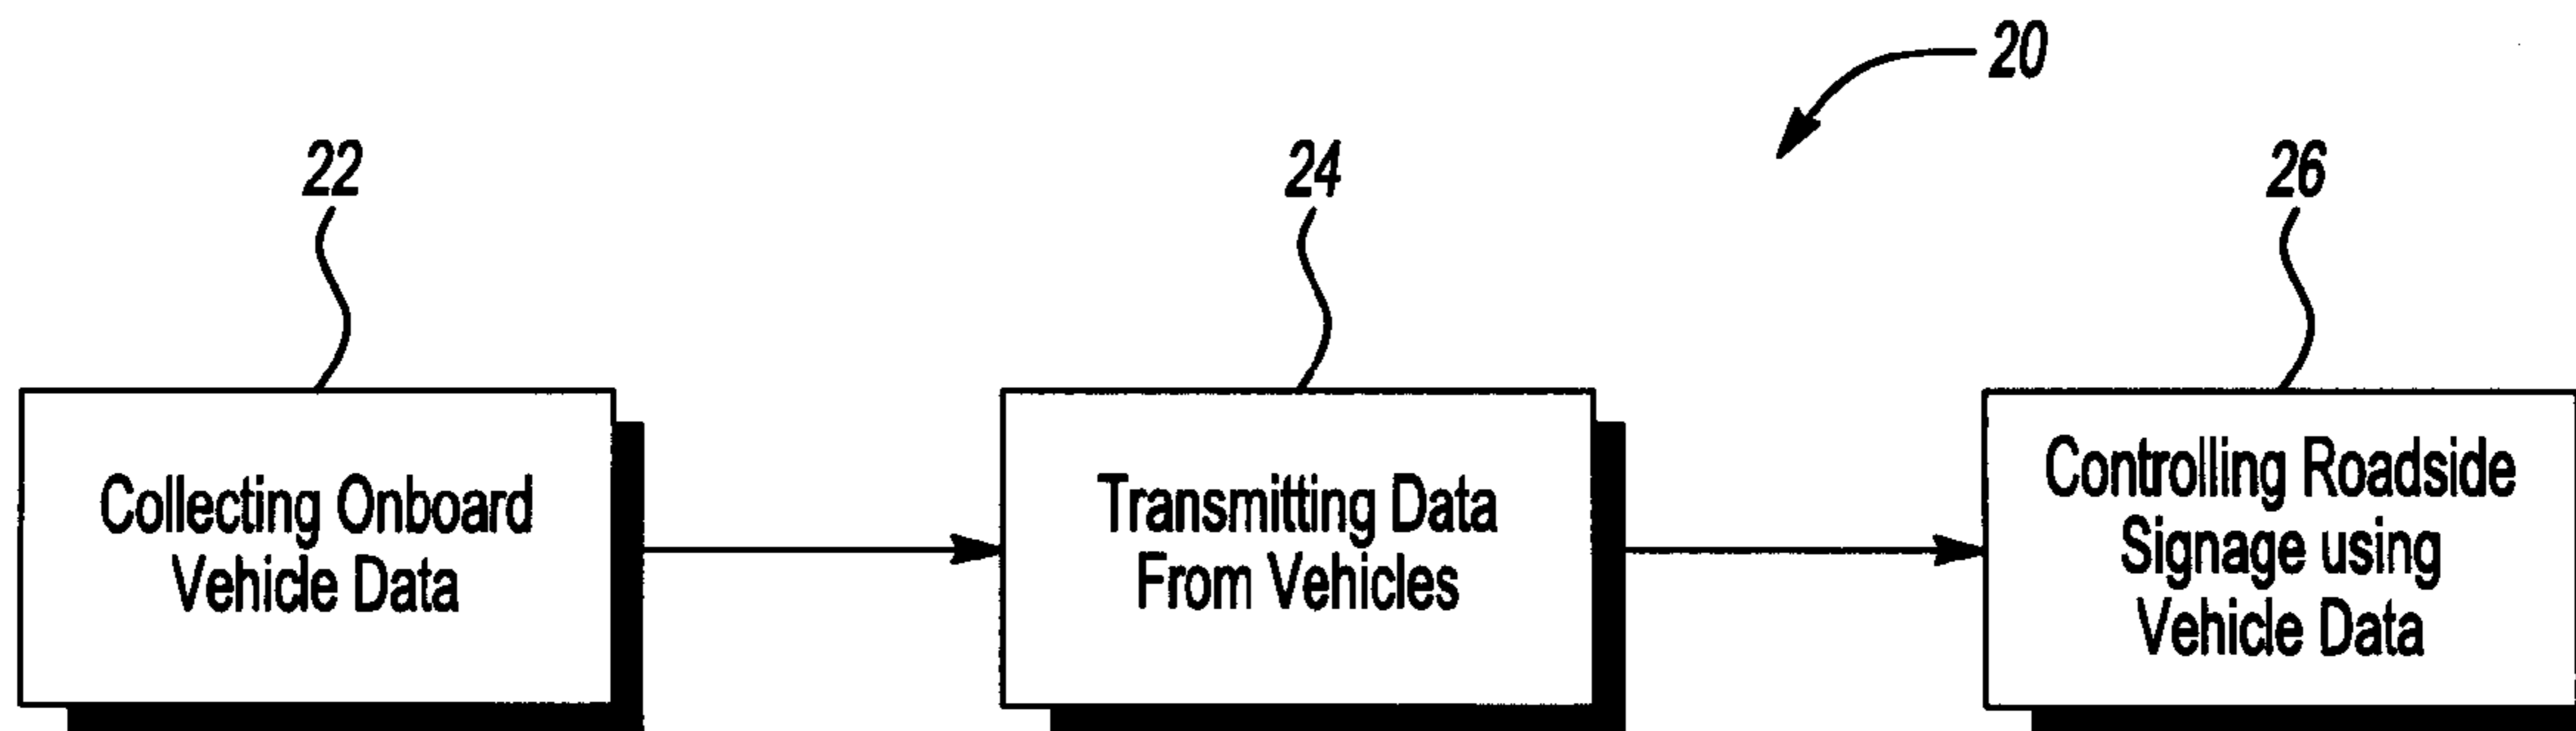 20
22
24
26
Collecting Onboard
Vehicle Data
Transmitting Data
From Vehicles
Controlling Roadside
Signage using
Vehicle Data